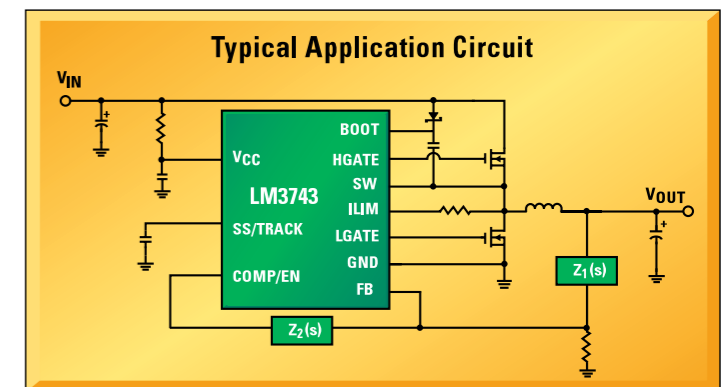 Typical Application Circuit
VIN
BOOT
VCC
HGATE
SW
VOUT
LM3743
ILIM
SS/TRACK
LGATE
GND
COMP/EN
FB
Z1(s)
Z2(s)
+
+